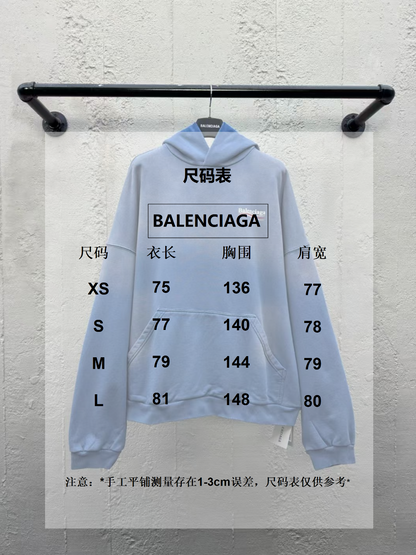 BALENCIAGA
尺码表
Balenciaga
BALENCIAGA
尺码 衣长 胸围 肩宽
XS 75 136 77
S 77 140 78
M 79 144 79
L 81 148 80
注意：*手工平铺测量存在1-3cm误差，尺码表仅供参考*